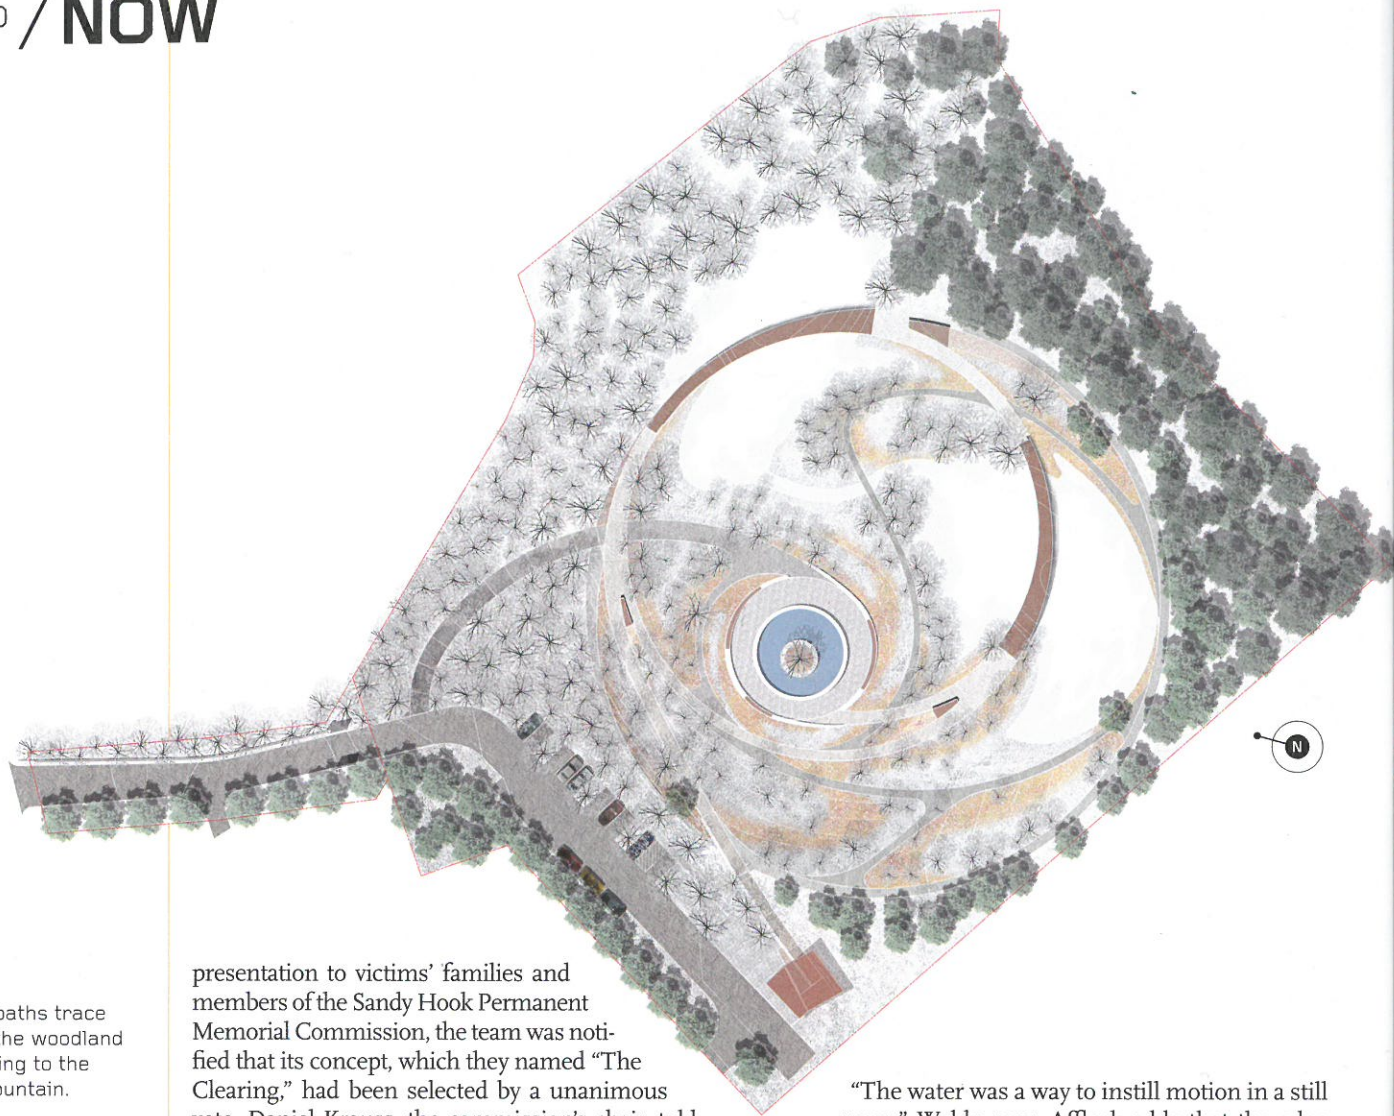 /NOW
N
paths trace
the woodland
ing to the
ountain.
presentation to victims' families and
members of the Sandy Hook Permanent
Memorial Commission, the team was noti-
fied that its concept, which they named “The
Clearing,” had been selected by a unanimous
“The water was a way to instill motion in a still